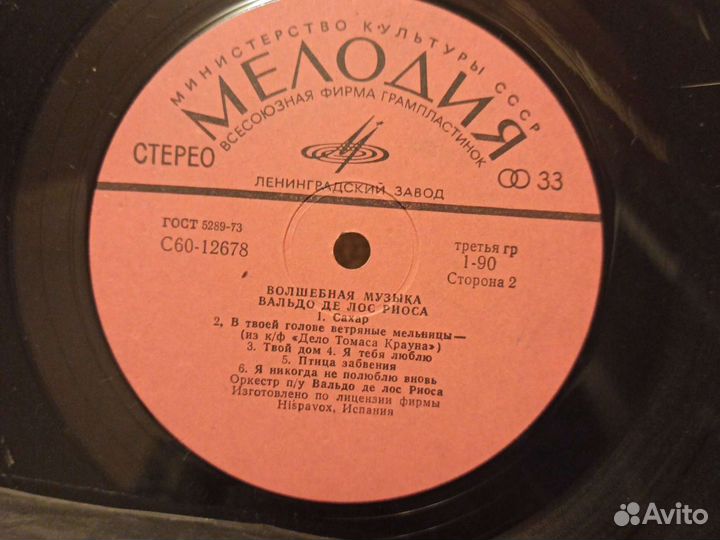 МИНИСТЕРСТВО КУЛЬТУРЫ СССР
МЕЛОДИЯ
ВСЕСОЮЗНАЯ ФИРМА ГРАМПЛАСТИНОК
СТЕРЕО
33
ЛЕНИНГРАДСКИЙ ЗАВОД
ГОСТ 5289-73
С60-12678
третья гр
1-90
Сторона 2
ВОЛШЕБНАЯ МУЗЫКА
ВАЛЬДО ДЕ ЛОС РИОСА
1. Сахар
2. В твоей голове ветряные мельницы—
(из к/ф «Дело Томаса Крауна»)
3. Твой дом 4. Я тебя люблю
5. Птица забвения
6. Я никогда не полюблю вновь
Оркестр п/у Вальдо де лос Риоса
Изготовлено по лицензии фирмы
Hispavox, Испания
Avito